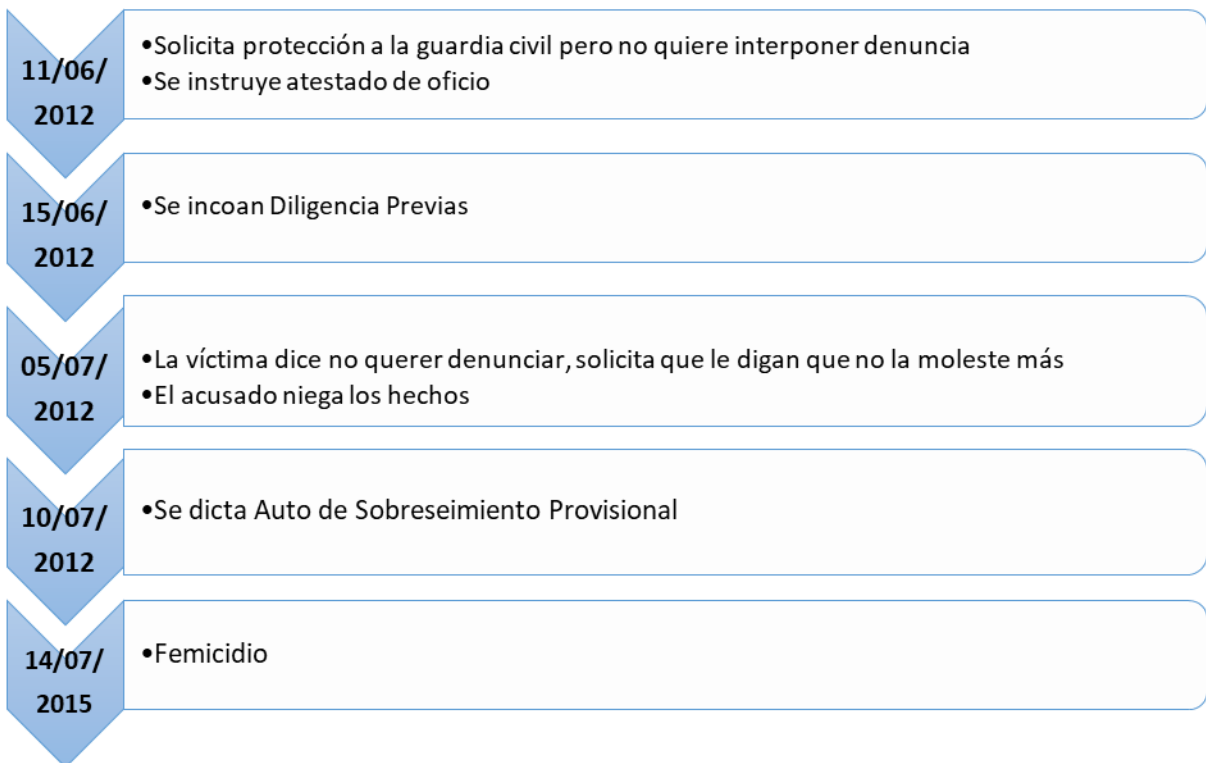 11/06/
2012
•Solicita protección a la guardia civil pero no quiere interponer denuncia
•Se instruye atestado de oficio
15/06/
2012
•Se incoan Diligencia Previas
05/07/
2012
•La víctima dice no querer denunciar, solicita que le digan que no la moleste más
•El acusado niega los hechos
10/07/
2012
•Se dicta Auto de Sobreseimiento Provisional
14/07/
2015
•Femicidio